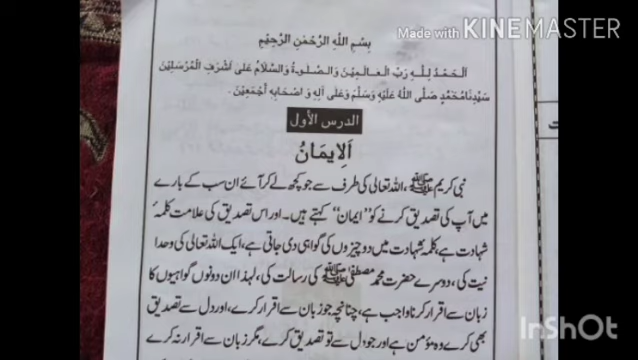 Made with KINEMASTER
بِسْمِ اللهِ الرَّحْمٰنِ الرَّحِيْمِ
اَلْحَمْدُ لِلّٰهِ رَبِّ الْعَالَمِيْنَ وَالصَّلٰوةُ وَالسَّلَامُ عَلٰى اَشْرَفِ الْمُرْسَلِيْنَ
سَيِّدِنَا مُحَمَّدٍ صَلَّى اللهُ عَلَيْهِ وَسَلَّمَ وَعَلٰى اٰلِهٖ وَاَصْحَابِهٖ اَجْمَعِيْنَ۔
الدرس الأول
اَلْاِيْمَانُ
نبی کریم ﷺ، اللہ تعالیٰ کی طرف سے جو کچھ لے کر آئے ان سب کے بارے
میں آپ کی تصدیق کرنے کو "ایمان" کہتے ہیں۔ اور اس تصدیق کی علامت کلمۂ
شہادت ہے، کلمۂ شہادت میں دو چیزوں کی گواہی دی جاتی ہے، ایک اللہ تعالیٰ کی وحدا
نیت کی، دوسرے حضرت محمد مصطفیٰ ﷺ کی رسالت کی، لہٰذا ان دونوں گواہیوں کا
زبان سے اقرار کرنا واجب ہے، چنانچہ جو زبان سے اقرار کرے، اور دل سے تصدیق
بھی کرے وہ مؤمن ہے اور جو دل سے تو تصدیق کرے، مگر زبان سے اقرار نہ کرے
InShOt